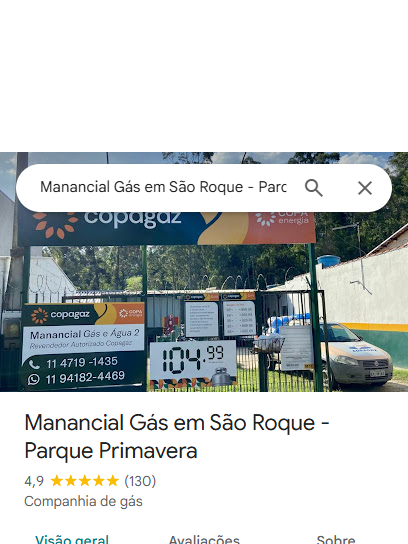 Manancial Gás em São Roque - Parq
copagaz
COPA
energia
copagaz
COPA
energia
Manancial Gás e Água 2
Revendedor Autorizado Copagaz
11 4719 -1435
11 94182-4469
104,99
Manancial Gás em São Roque -
Parque Primavera
4,9 ★★★★★ (130)
Companhia de gás
Visão geral
Avaliações
Sobre